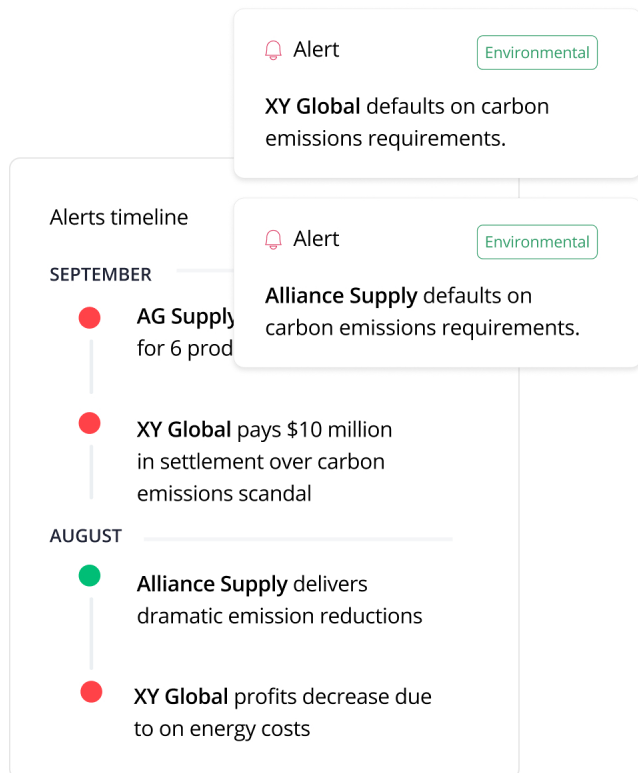 Alert
Environmental
XY Global defaults on carbon
emissions requirements.
Alerts timeline
Alert
Environmental
Alliance Supply defaults on
carbon emissions requirements.
SEPTEMBER
AG Supply
for 6
XY Global pays $10 million
in settlement over carbon
emissions scandal
AUGUST
Alliance Supply delivers
dramatic emission reductions
XY Global profits decrease due
to on energy costs